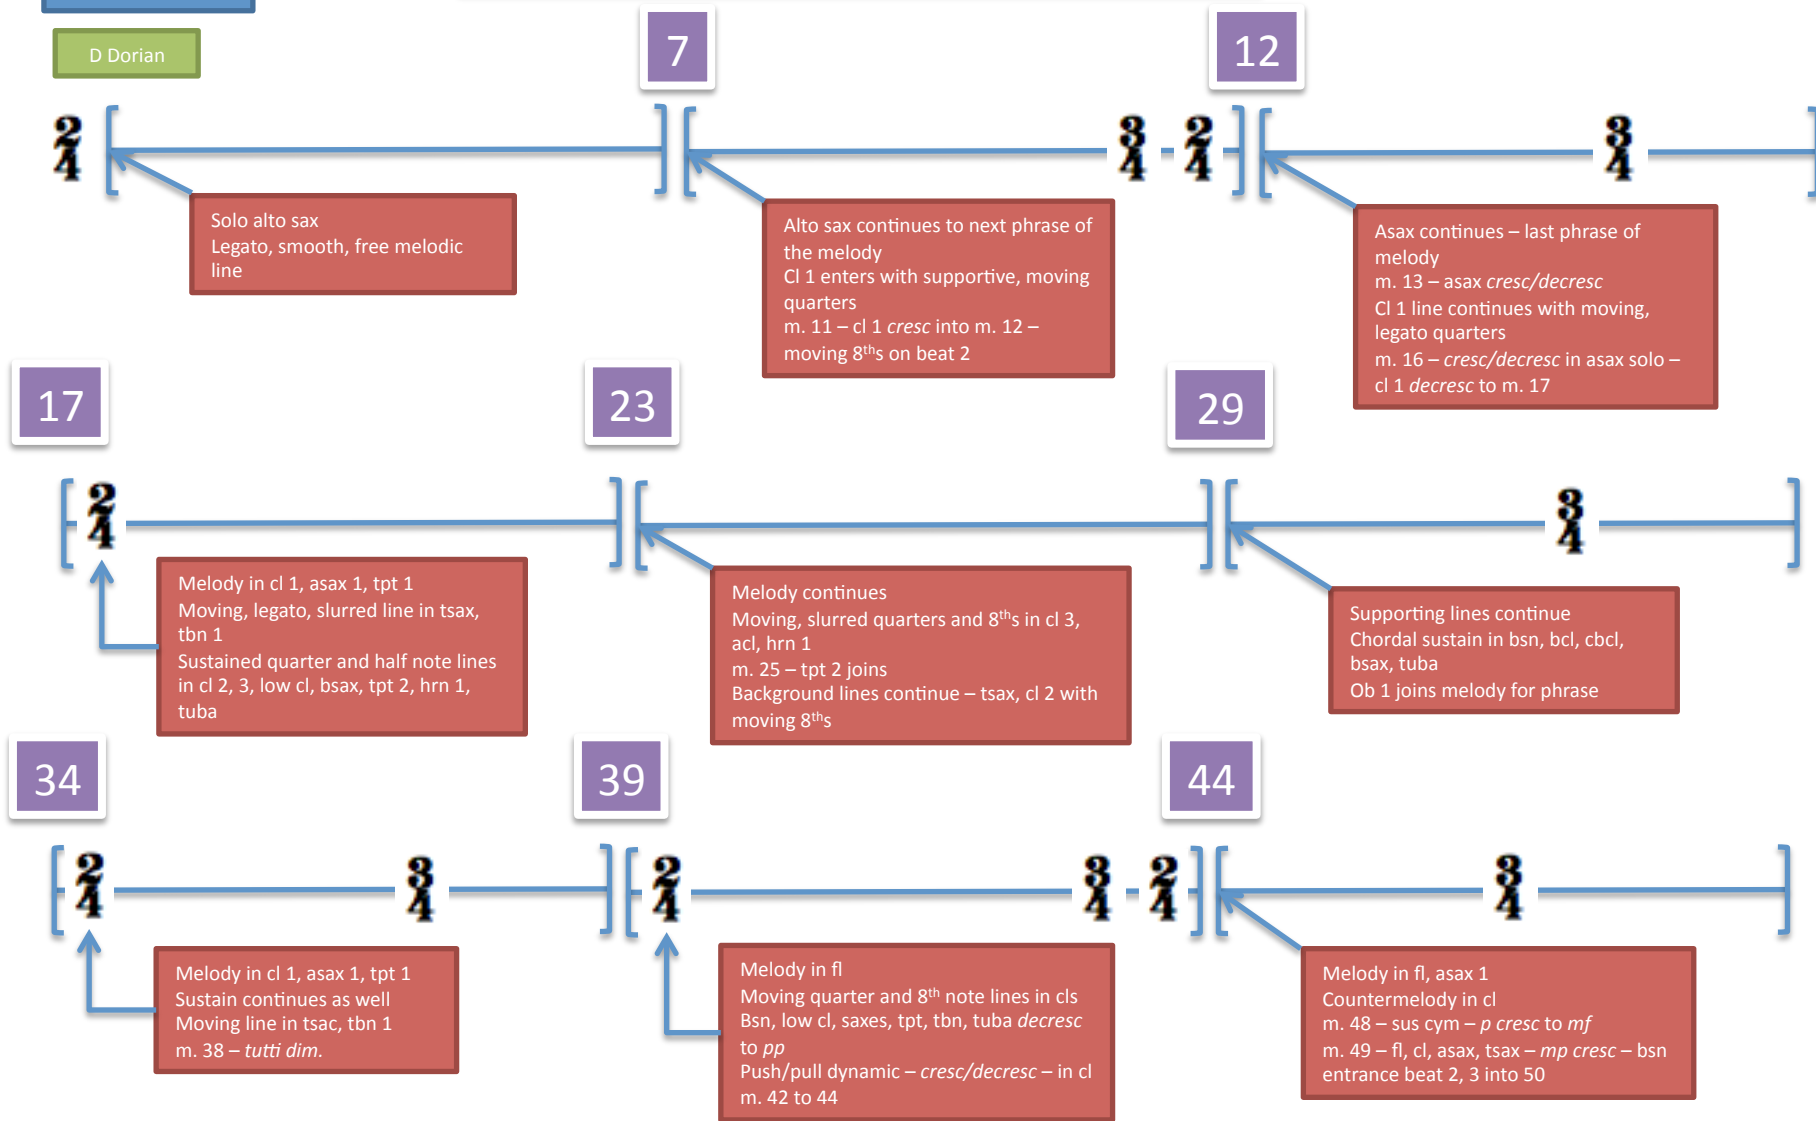 D Dorian
7
12
2
4
3
4
2
4
3
4
Solo alto sax
Legato, smooth, free melodic
line
Alto sax continues to next phrase of
the melody
Cl 1 enters with supportive, moving
quarters
m. 11 – cl 1 cresc into m. 12 –
moving 8ths on beat 2
Asax continues – last phrase of
melody
m. 13 – asax cresc/decresc
Cl 1 line continues with moving,
legato quarters
m. 16 – cresc/decresc in asax solo –
cl 1 decresc to m. 17
17
23
29
2
4
3
4
Melody in cl 1, asax 1, tpt 1
Moving, legato, slurred line in tsax,
tbn 1
Sustained quarter and half note lines
in cl 2, 3, low cl, bsax, tpt 2, hrn 1,
tuba
Melody continues
Moving, slurred quarters and 8ths in cl 3,
acl, hrn 1
m. 25 – tpt 2 joins
Background lines continue – tsax, cl 2 with
moving 8ths
Supporting lines continue
Chordal sustain in bsn, bcl, cbcl,
bsax, tuba
Ob 1 joins melody for phrase
34
39
44
2
4
3
4
2
4
3
4
2
4
3
4
Melody in cl 1, asax 1, tpt 1
Sustain continues as well
Moving line in tsac, tbn 1
m. 38 – tutti dim.
Melody in fl
Moving quarter and 8th note lines in cls
Bsn, low cl, saxes, tpt, tbn, tuba decresc
to pp
Push/pull dynamic – cresc/decresc – in cl
m. 42 to 44
Melody in fl, asax 1
Countermelody in cl
m. 48 – sus cym – p cresc to mf
m. 49 – fl, cl, asax, tsax – mp cresc – bsn
entrance beat 2, 3 into 50